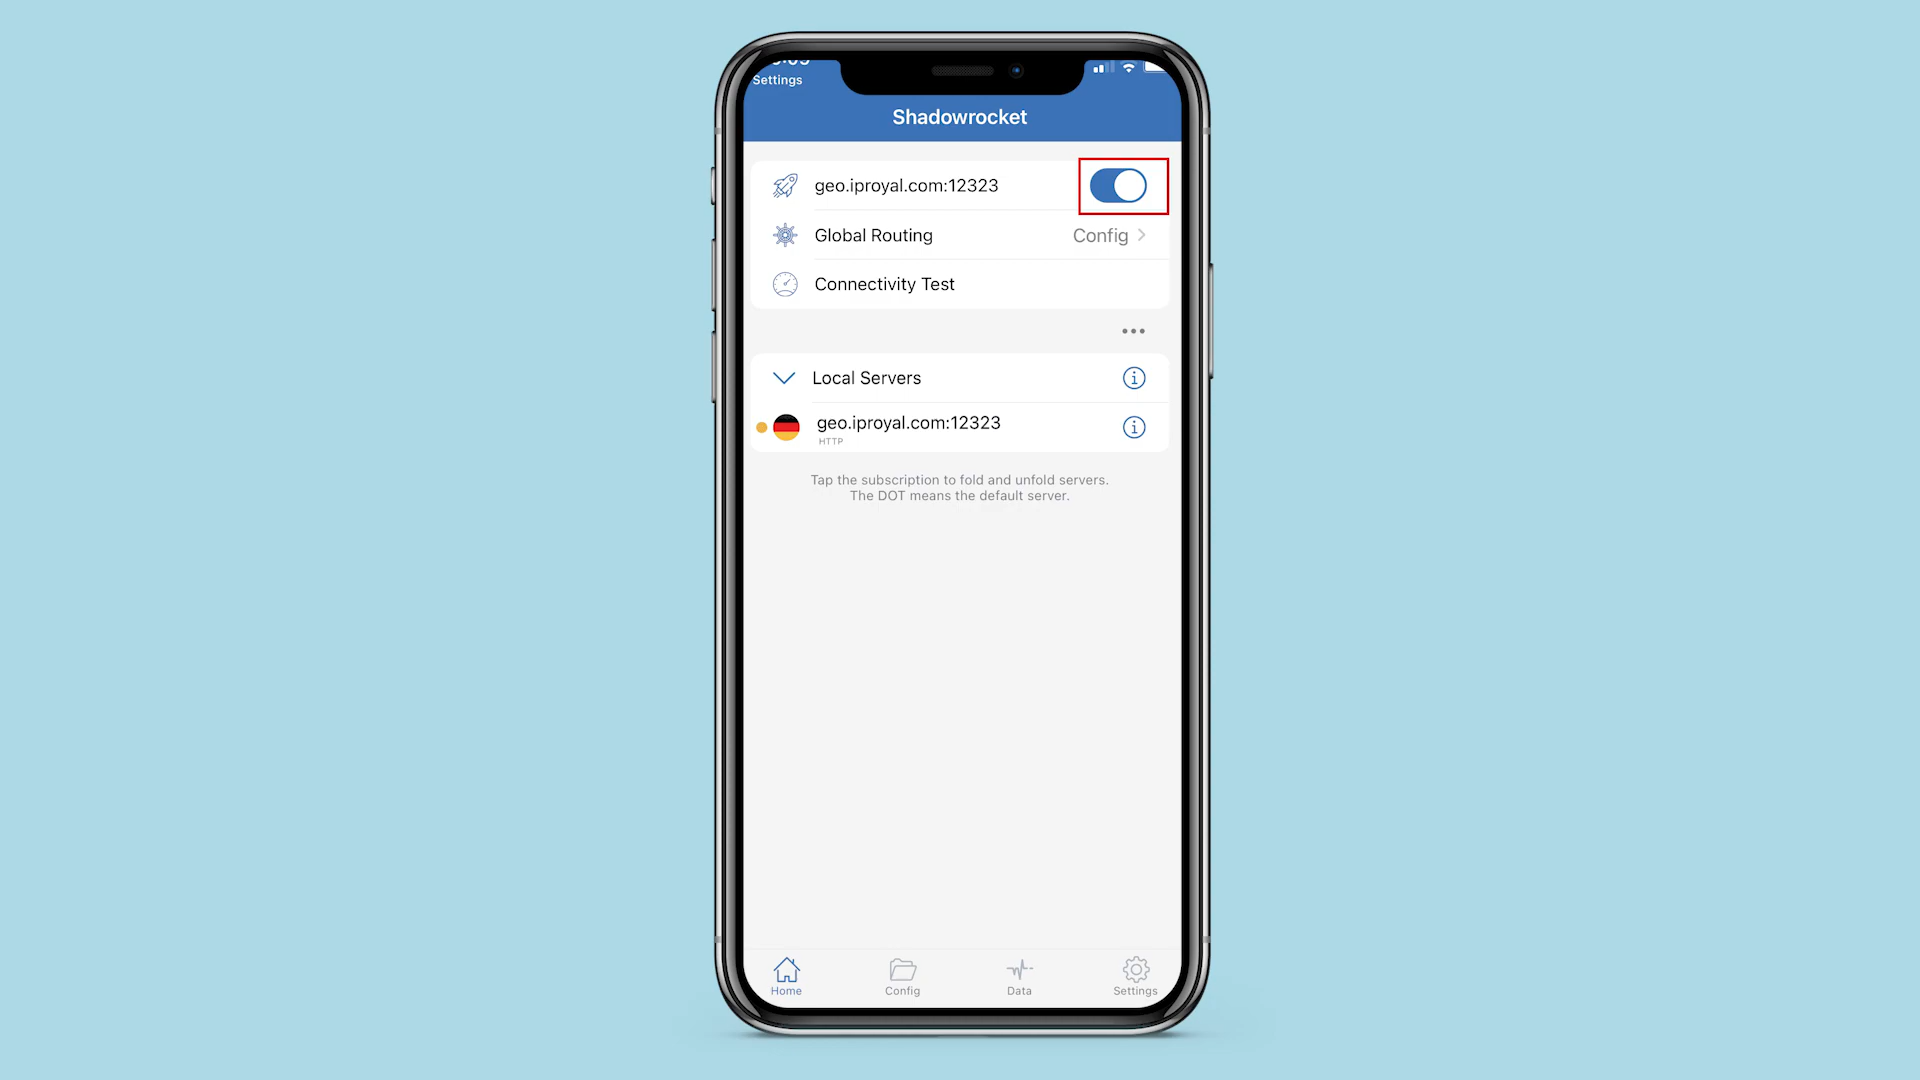 Settings
Shadowrocket
geo.iproyal.com:12323
Global Routing
Config
Connectivity Test
Local Servers
geo.iproyal.com:12323
HTTP
Tap the subscription to fold and unfold servers.
The DOT means the default server.
Home
Config
Data
Settings